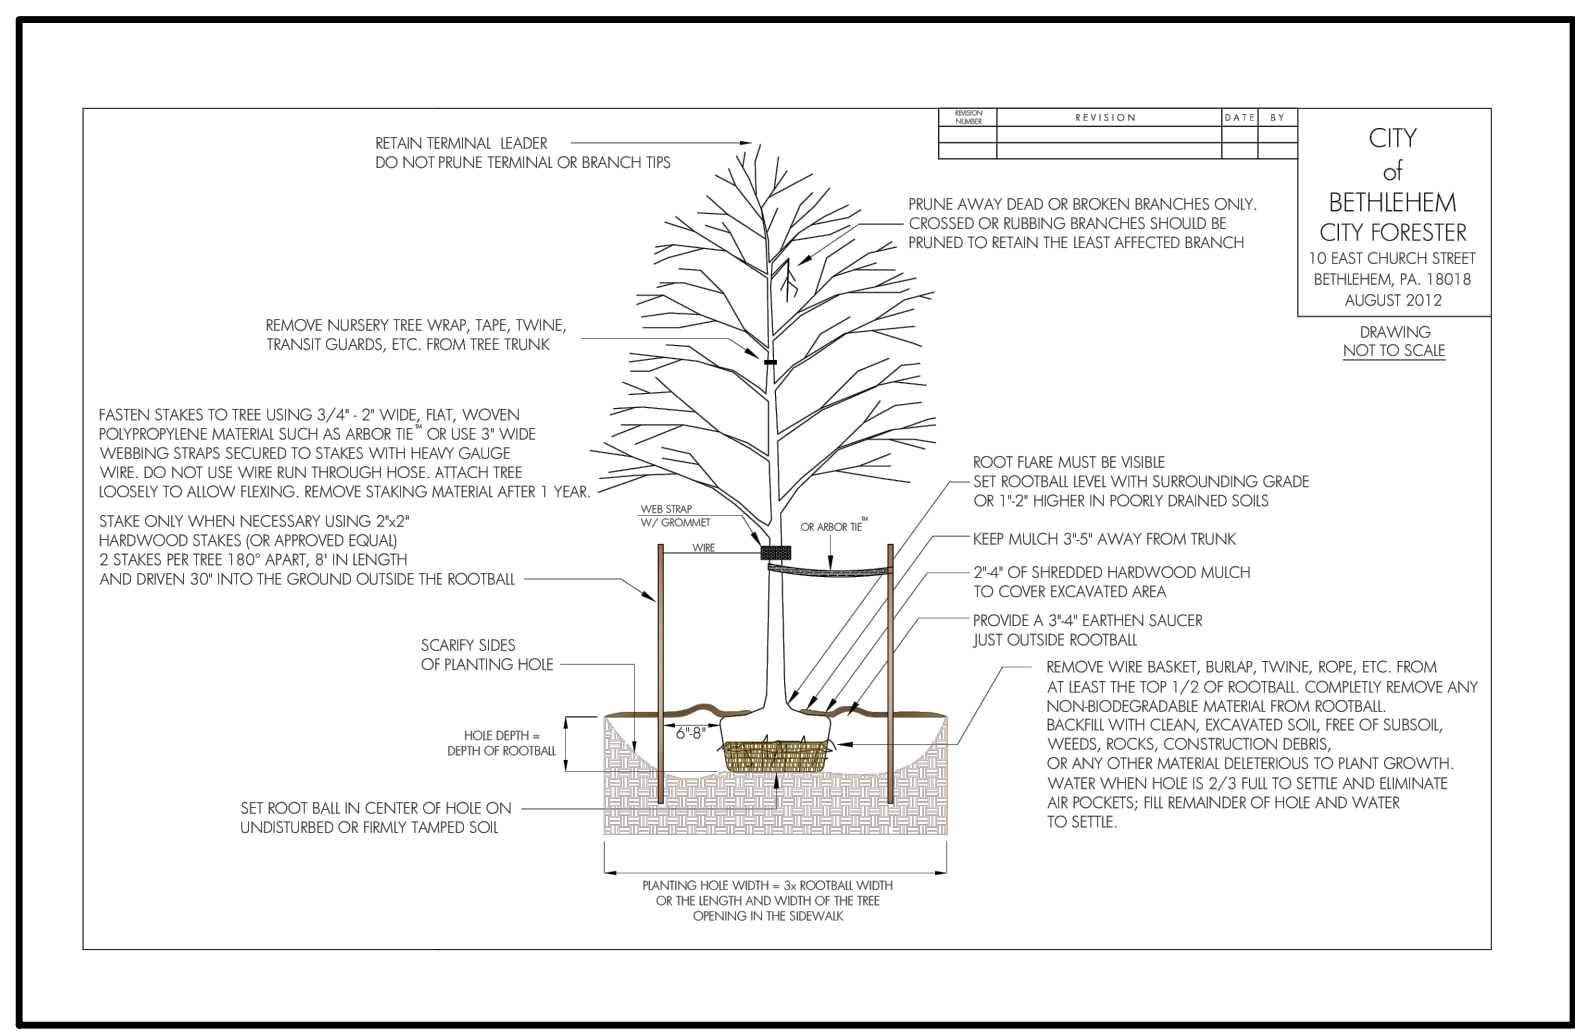 REVISION
NUMBER
REVISION
DATE
BY
CITY
of
BETHLEHEM
CITY FORESTER
10 EAST CHURCH STREET
BETHLEHEM, PA. 18018
AUGUST 2012
DRAWING
NOT TO SCALE
RETAIN TERMINAL LEADER
DO NOT PRUNE TERMINAL OR BRANCH TIPS
PRUNE AWAY DEAD OR BROKEN BRANCHES ONLY.
CROSSED OR RUBBING BRANCHES SHOULD BE
PRUNED TO RETAIN THE LEAST AFFECTED BRANCH
REMOVE NURSERY TREE WRAP, TAPE, TWINE,
TRANSIT GUARDS, ETC. FROM TREE TRUNK
FASTEN STAKES TO TREE USING 3/4" - 2" WIDE, FLAT, WOVEN
POLYPROPYLENE MATERIAL SUCH AS ARBOR TIE™ OR USE 3" WIDE
WEBBING STRAPS SECURED TO STAKES WITH HEAVY GAUGE
WIRE. DO NOT USE WIRE RUN THROUGH HOSE. ATTACH TREE
LOOSELY TO ALLOW FLEXING. REMOVE STAKING MATERIAL AFTER 1 YEAR.
STAKE ONLY WHEN NECESSARY USING 2"x2"
HARDWOOD STAKES (OR APPROVED EQUAL)
2 STAKES PER TREE 180° APART, 8' IN LENGTH
AND DRIVEN 30" INTO THE GROUND OUTSIDE THE ROOTBALL
WEB STRAP
W/ GROMMET
WIRE
OR ARBOR TIE™
ROOT FLARE MUST BE VISIBLE
SET ROOTBALL LEVEL WITH SURROUNDING GRADE
OR 1"-2" HIGHER IN POORLY DRAINED SOILS
KEEP MULCH 3"-5" AWAY FROM TRUNK
2"-4" OF SHREDDED HARDWOOD MULCH
TO COVER EXCAVATED AREA
PROVIDE A 3"-4" EARTHEN SAUCER
JUST OUTSIDE ROOTBALL
SCARIFY SIDES
OF PLANTING HOLE
REMOVE WIRE BASKET, BURLAP, TWINE, ROPE, ETC. FROM
AT LEAST THE TOP 1/2 OF ROOTBALL. COMPLETLY REMOVE ANY
NON-BIODEGRADABLE MATERIAL FROM ROOTBALL.
BACKFILL WITH CLEAN, EXCAVATED SOIL, FREE OF SUBSOIL,
WEEDS, ROCKS, CONSTRUCTION DEBRIS,
OR ANY OTHER MATERIAL DELETERIOUS TO PLANT GROWTH.
WATER WHEN HOLE IS 2/3 FULL TO SETTLE AND ELIMINATE
AIR POCKETS; FILL REMAINDER OF HOLE AND WATER
TO SETTLE.
6"-8"
HOLE DEPTH =
DEPTH OF ROOTBALL
SET ROOT BALL IN CENTER OF HOLE ON
UNDISTURBED OR FIRMLY TAMPED SOIL
PLANTING HOLE WIDTH = 3x ROOTBALL WIDTH
OR THE LENGTH AND WIDTH OF THE TREE
OPENING IN THE SIDEWALK